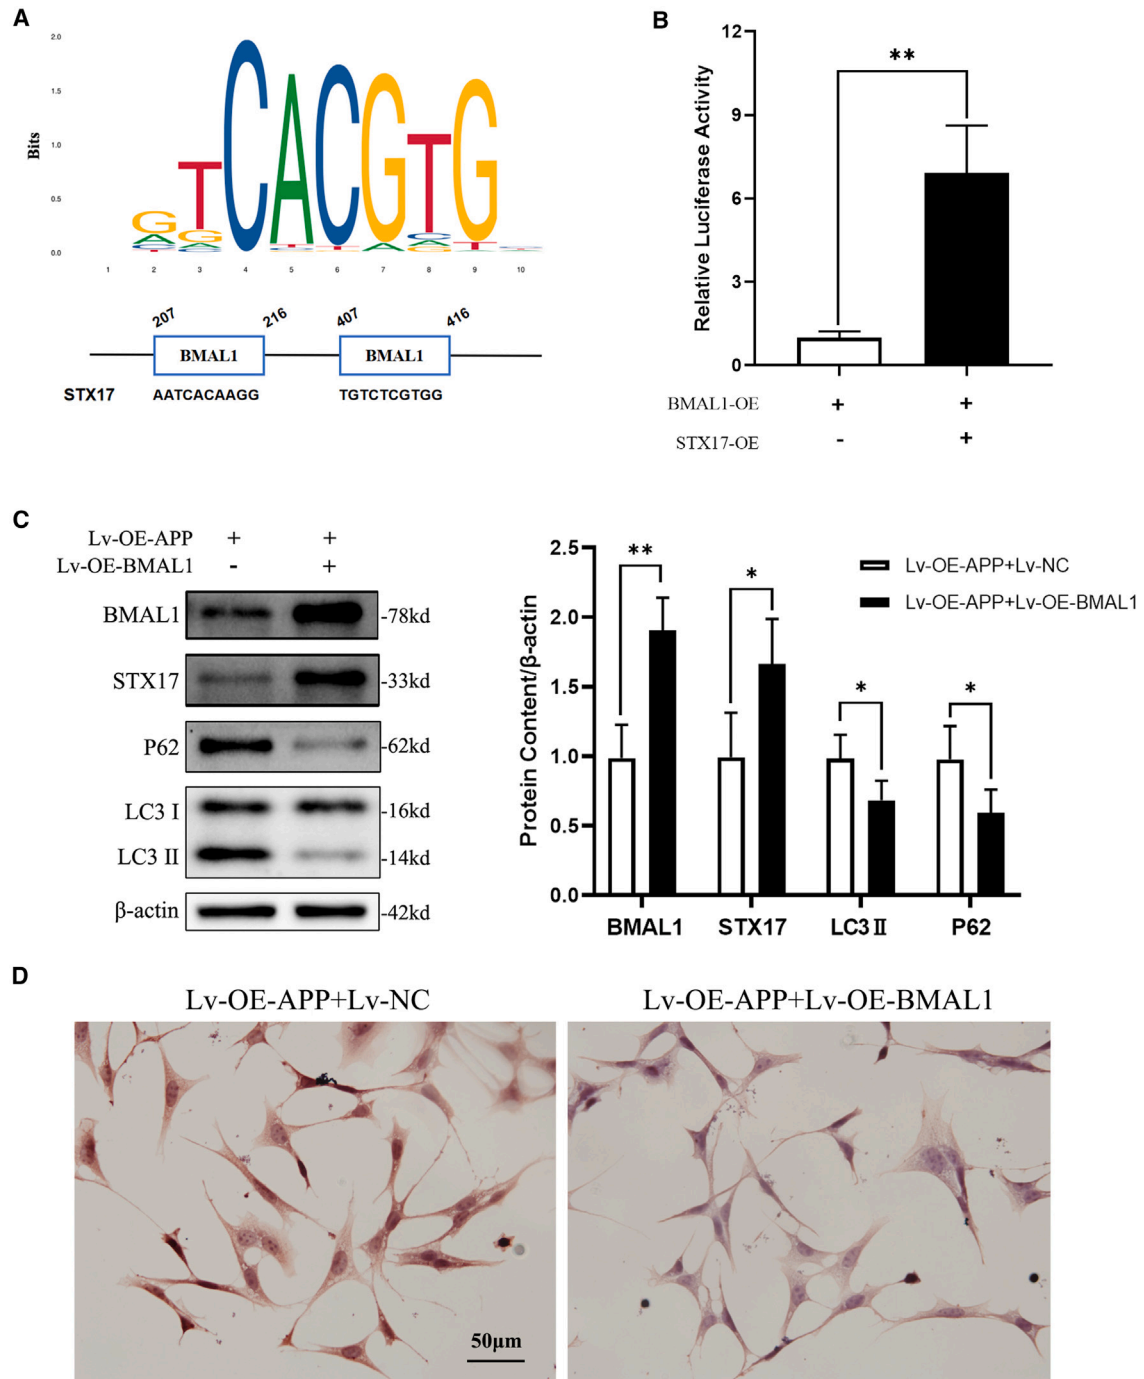 A
2.0
1.5
1.0
0.5
0.0
Bits
GTCACGTG
1 2 3 4 5 6 7 8 9 10
207 216 407 416
BMAL1 BMAL1
STX17 AATCACAAGG TGTCTCGTGG
B
12
9
6
3
0
Relative Luciferase Activity
**
BMAL1-OE + +
STX17-OE - +
C
Lv-OE-APP + +
Lv-OE-BMAL1 - +
BMAL1 -78kd
STX17 -33kd
P62 -62kd
LC3 I -16kd
LC3 II -14kd
β-actin -42kd
2.5
2.0
1.5
1.0
0.5
0.0
Protein Content/β-actin
** * * *
BMAL1 STX17 LC3 II P62
Lv-OE-APP+Lv-NC
Lv-OE-APP+Lv-OE-BMAL1
D
Lv-OE-APP+Lv-NC Lv-OE-APP+Lv-OE-BMAL1
50μm